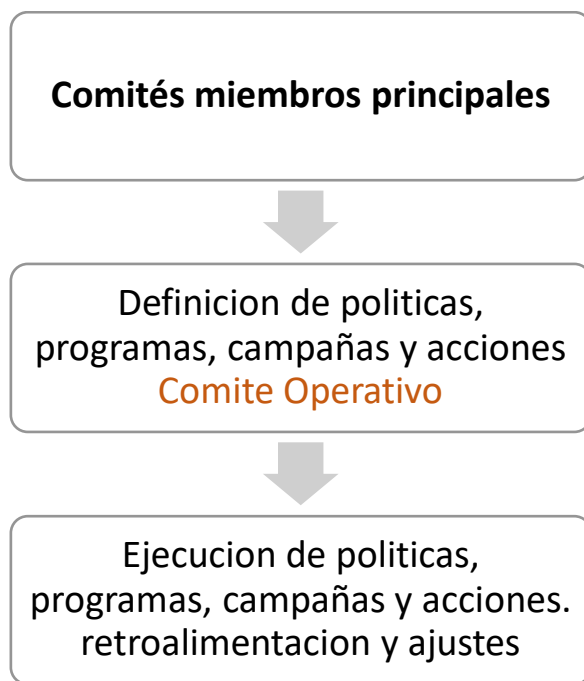 Comités miembros principales
Definicion de politicas,
programas, campañas y acciones
Comite Operativo
Ejecucion de politicas,
programas, campañas y acciones.
retroalimentacion y ajustes